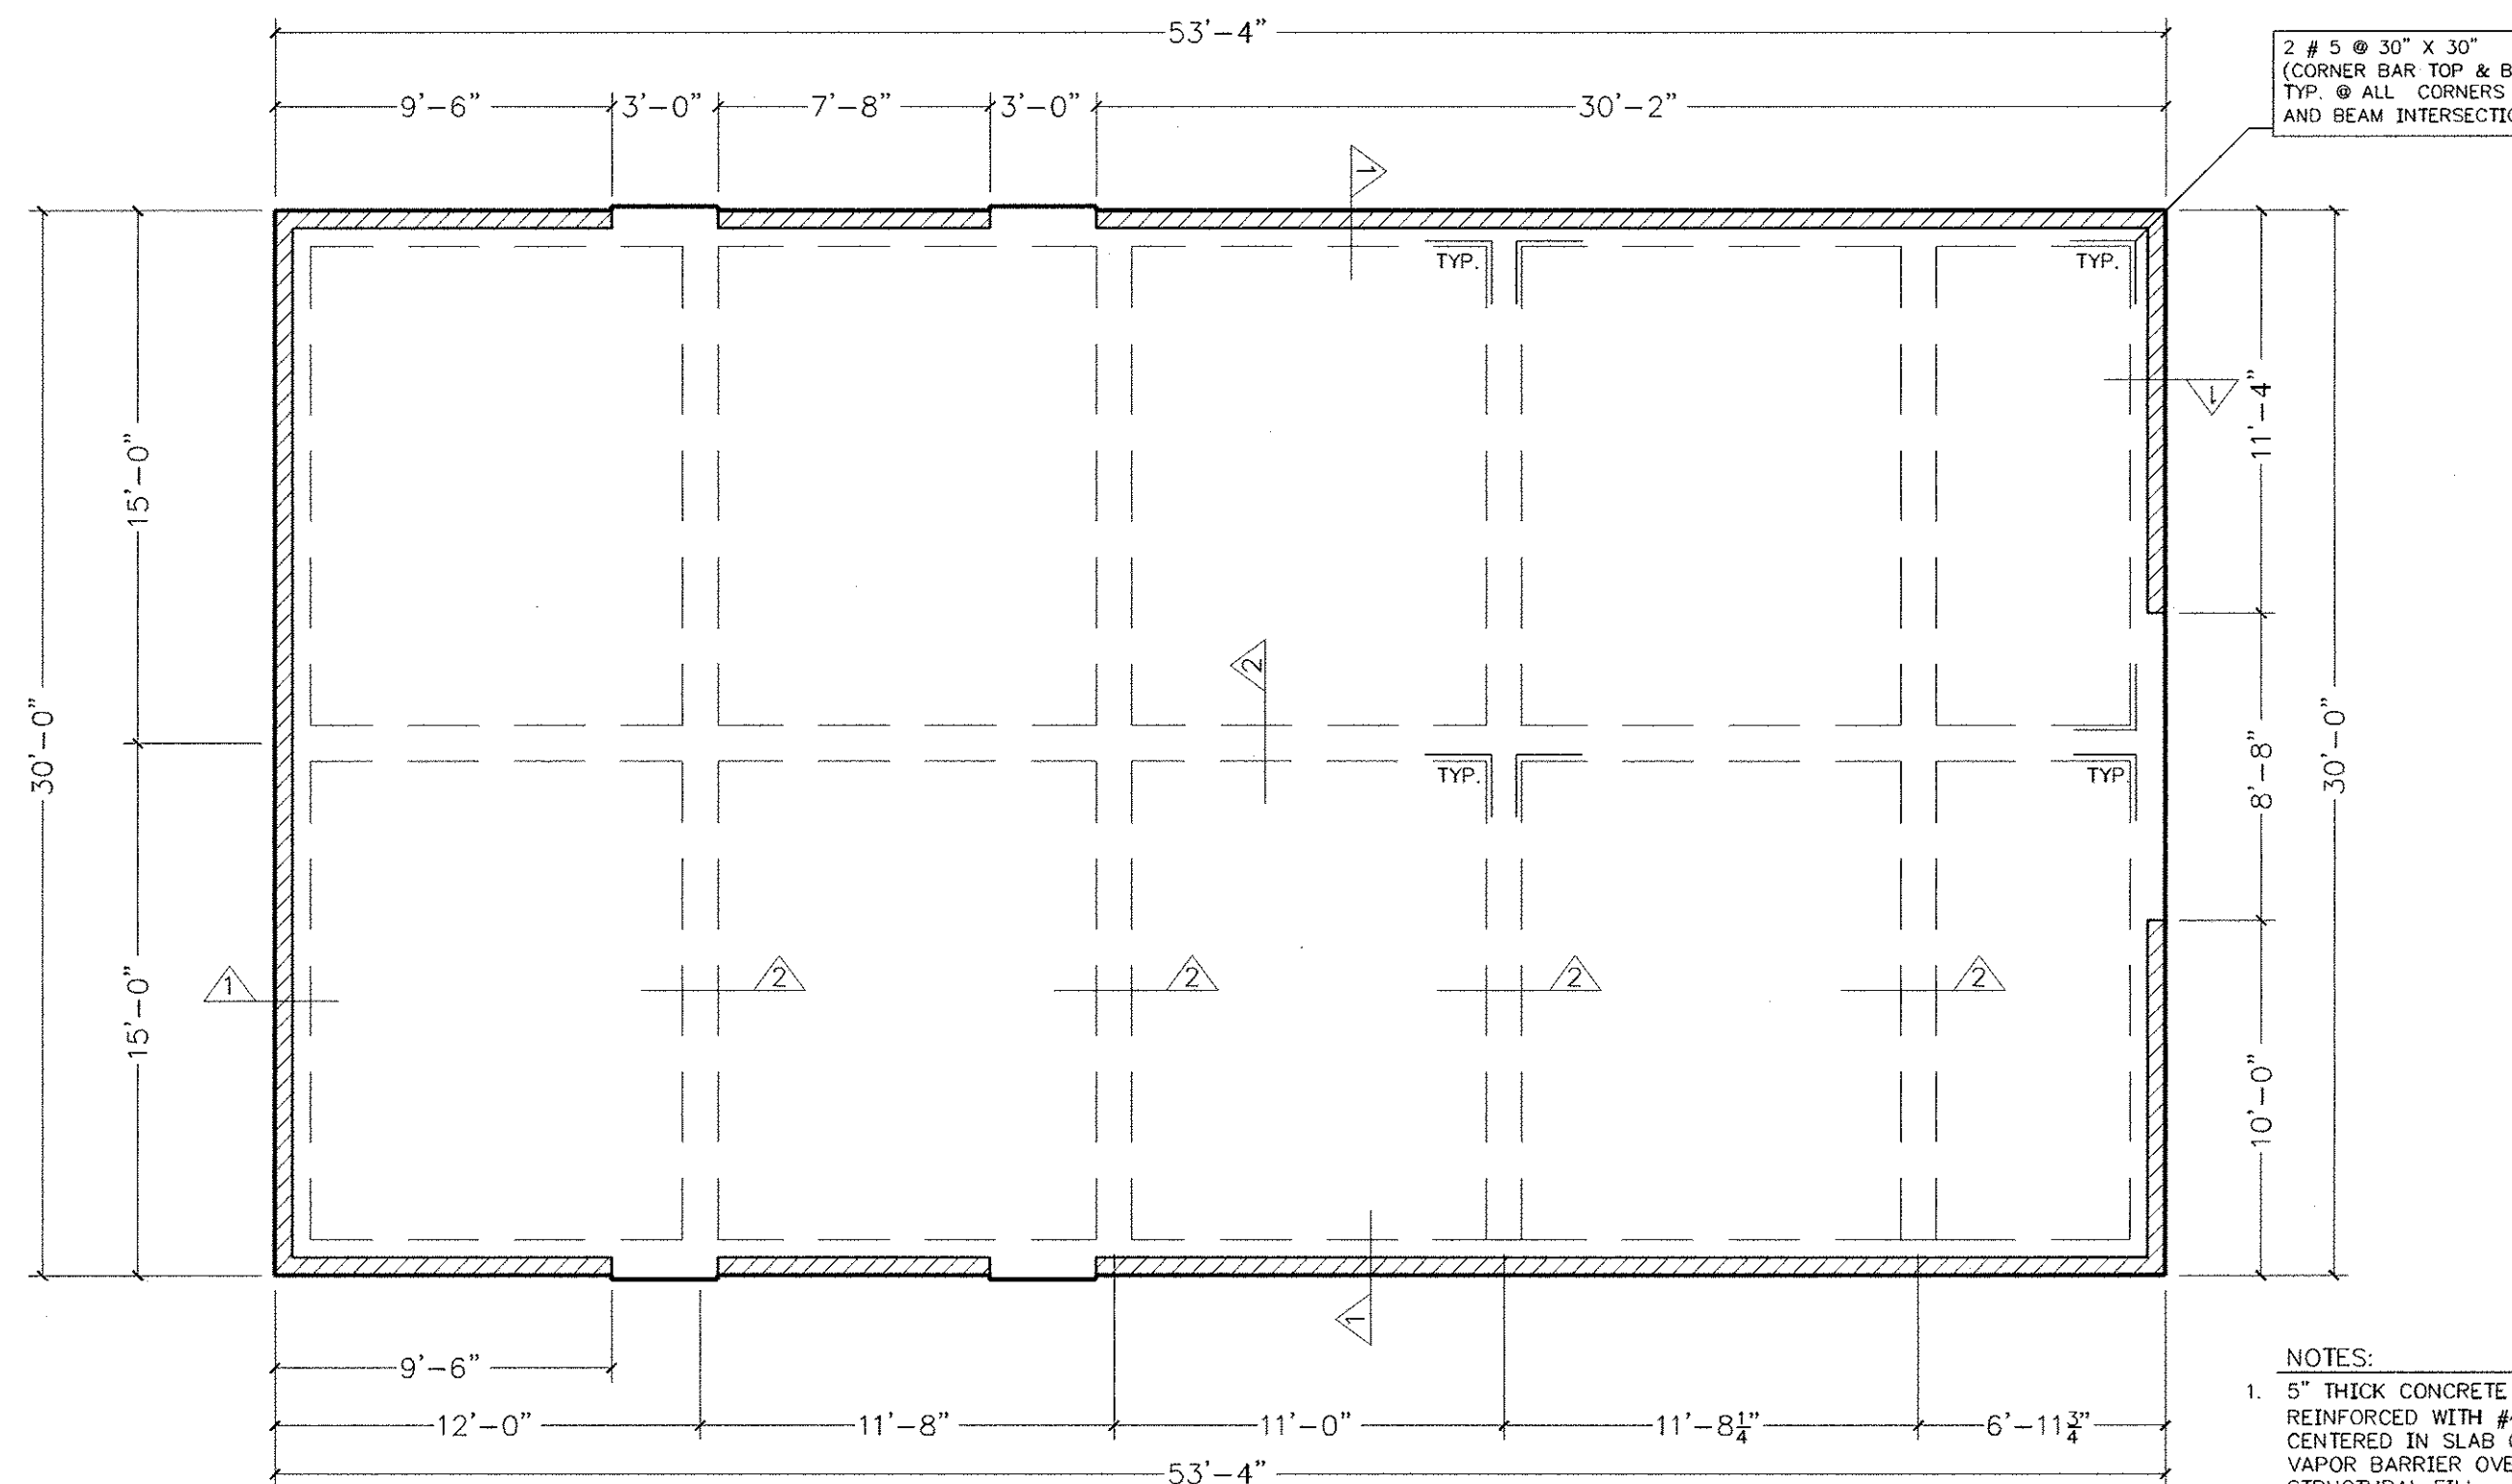 53'-4"
9'-6" 3'-0" 7'-8" 3'-0" 30'-2"
2 # 5 @ 30" X 30"
(CORNER BAR TOP &
TYP. @ ALL CORNERS
AND BEAM
1
TYP. TYP.
1
11'-4"
15'-0"
2
30'-0"
8'-8"
30'-0"
TYP. TYP.
1 2 2 2 2
15'-0"
10'-0"
1
9'-6"
12'-0" 11'-8" 11'-0" 11'-8 1/4" 6'-11 3/4"
53'-4"
NOTES:
1. 5" THICK CONCRETE
REINFORCED WITH
CENTERED IN SLAB
VAPOR BARRIER